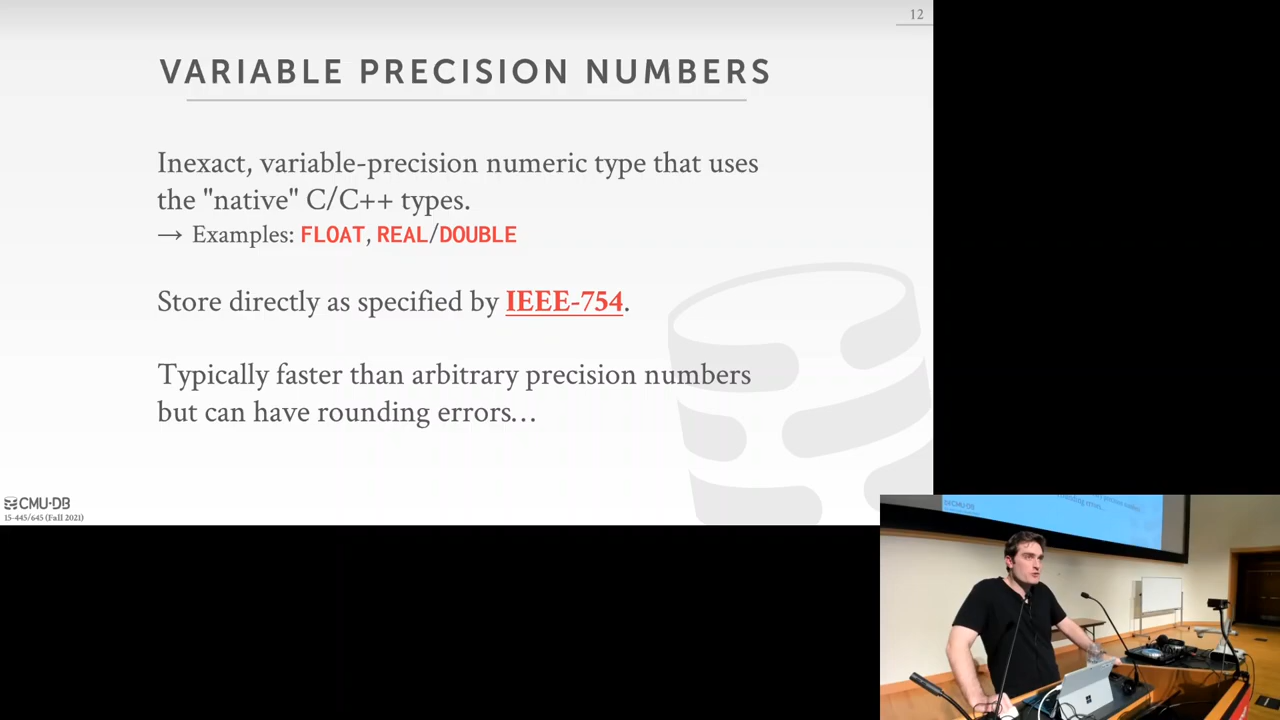 12
VARIABLE PRECISION NUMBERS
Inexact, variable-precision numeric type that uses
the "native" C/C++ types.
→ Examples: FLOAT, REAL/DOUBLE
Store directly as specified by IEEE-754.
Typically faster than arbitrary precision numbers
but can have rounding errors…
CMU·DB
15-445/645 (Fall 2021)